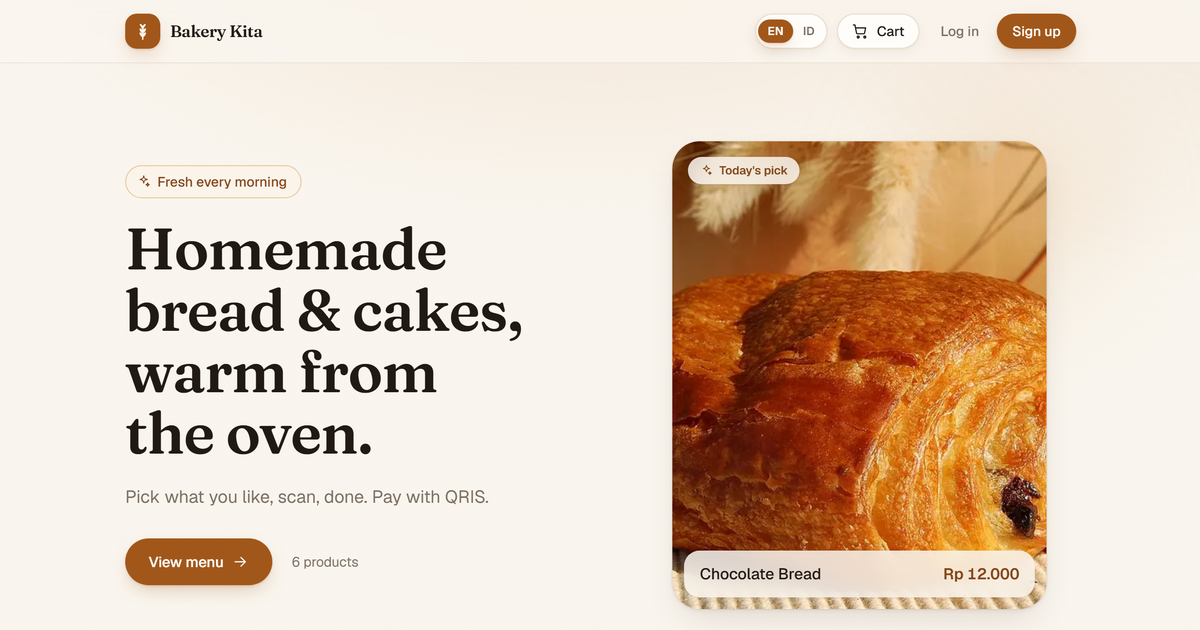 Bakery Kita
EN ID
Cart
Log in
Sign up
Fresh every morning
Homemade
bread & cakes,
warm from
the oven.
Pick what you like, scan, done. Pay with QRIS.
View menu
6 products
Today's pick
Chocolate Bread
Rp 12.000